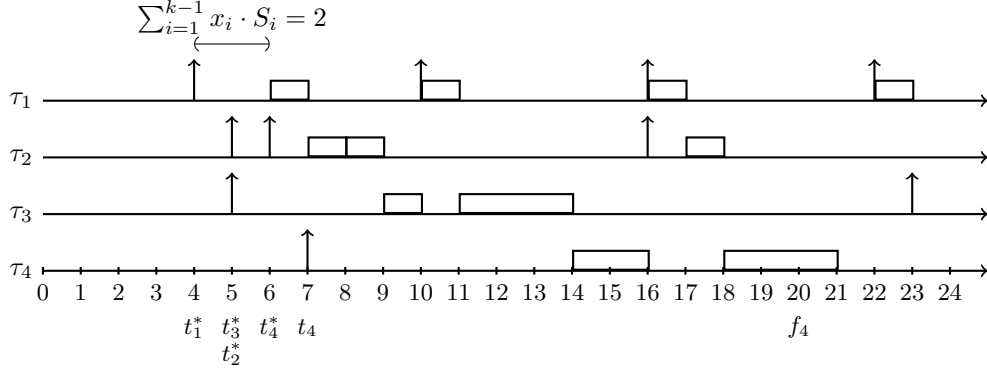 ∑_{i=1}^{k-1} x_i · S_i = 2
τ_1
τ_2
τ_3
τ_4
0 1 2 3 4 5 6 7 8 9 10 11 12 13 14 15 16 17 18 19 20 21 22 23 24
t_1^* t_3^* t_4^* t_4 f_4
t_2^*